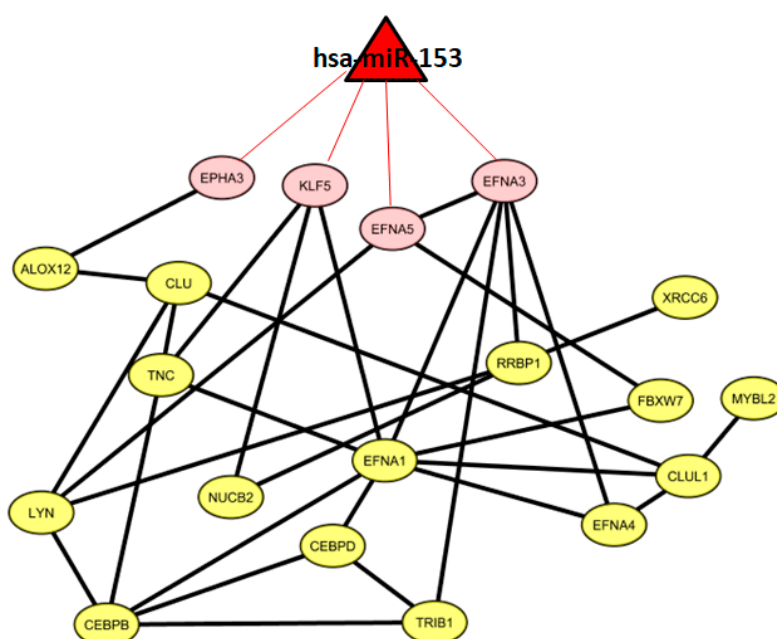 hsa-miR-153
EPHA3
KLF5
EFNA3
EFNA5
ALOX12
CLU
XRCC6
TNC
RRBP1
FBXW7
MYBL2
EFNA1
CLUL1
NUCB2
LYN
EFNA4
CEBPD
CEBPB
TRIB1